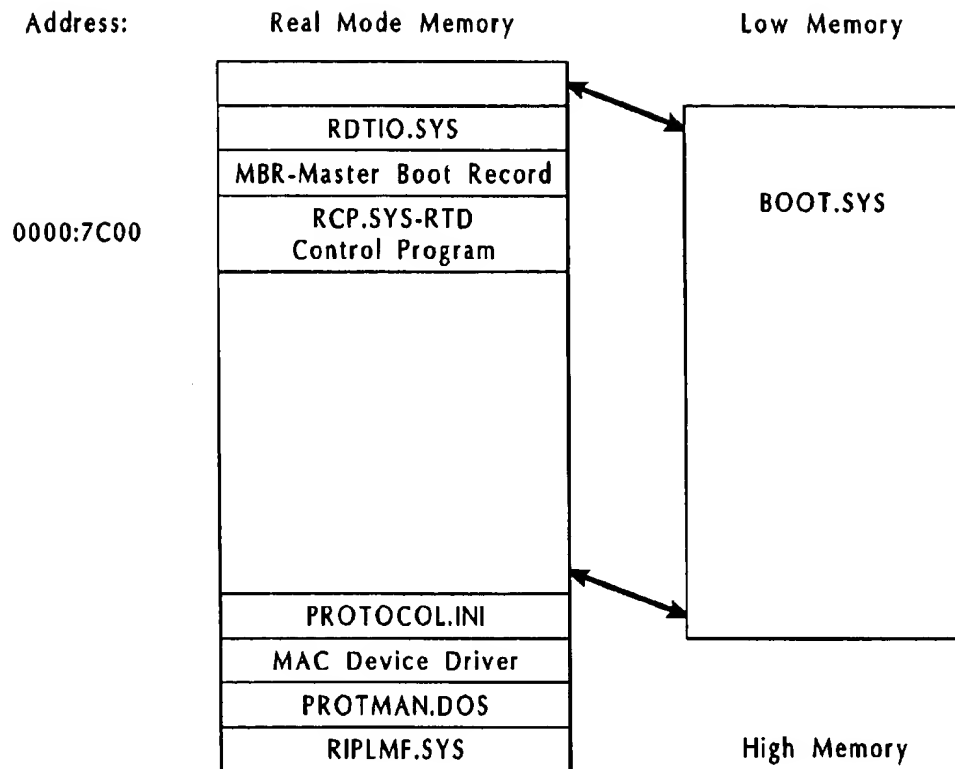 Address:
Real Mode Memory
Low Memory
RDTIO.SYS
MBR-Master Boot Record
0000:7C00
RCP.SYS-RTD
Control Program
BOOT.SYS
PROTOCOL.INI
MAC Device Driver
PROTMAN.DOS
RIPLMF.SYS
High Memory